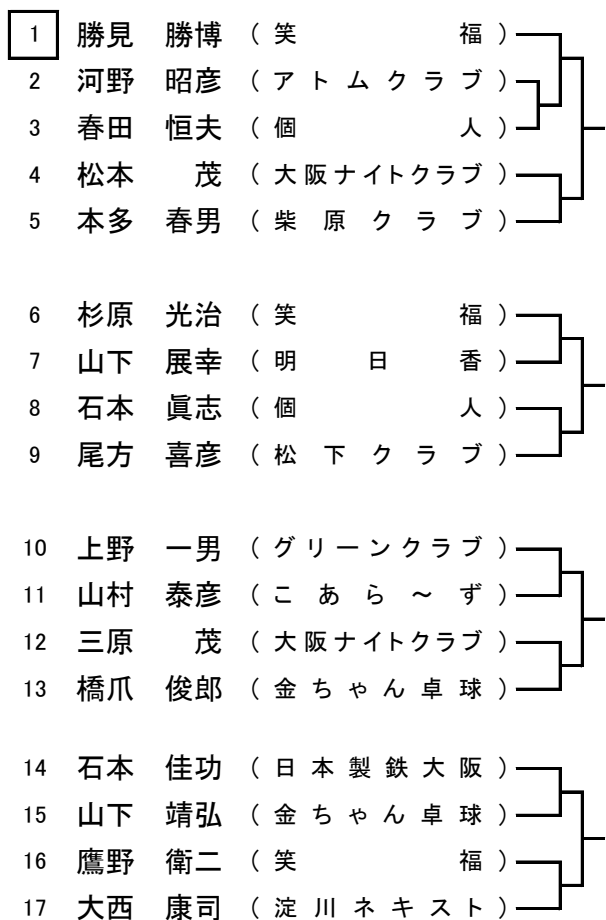 1 勝見 勝博 ( 笑 福 )
2 河野 昭彦 ( アトムクラブ )
3 春田 恒夫 ( 個 人 )
4 松本 茂 ( 大阪ナイトクラブ )
5 本多 春男 ( 柴原クラブ )
6 杉原 光治 ( 笑 福 )
7 山下 展幸 ( 明 日 香 )
8 石本 眞志 ( 個 人 )
9 尾方 喜彦 ( 松下クラブ )
10 上野 一男 ( グリーンクラブ )
11 山村 泰彦 ( こあら～ず )
12 三原 茂 ( 大阪ナイトクラブ )
13 橋爪 俊郎 ( 金ちゃん卓球 )
14 石本 佳功 ( 日本製鉄大阪 )
15 山下 靖弘 ( 金ちゃん卓球 )
16 鷹野 衛二 ( 笑 福 )
17 大西 康司 ( 淀川ネキスト )